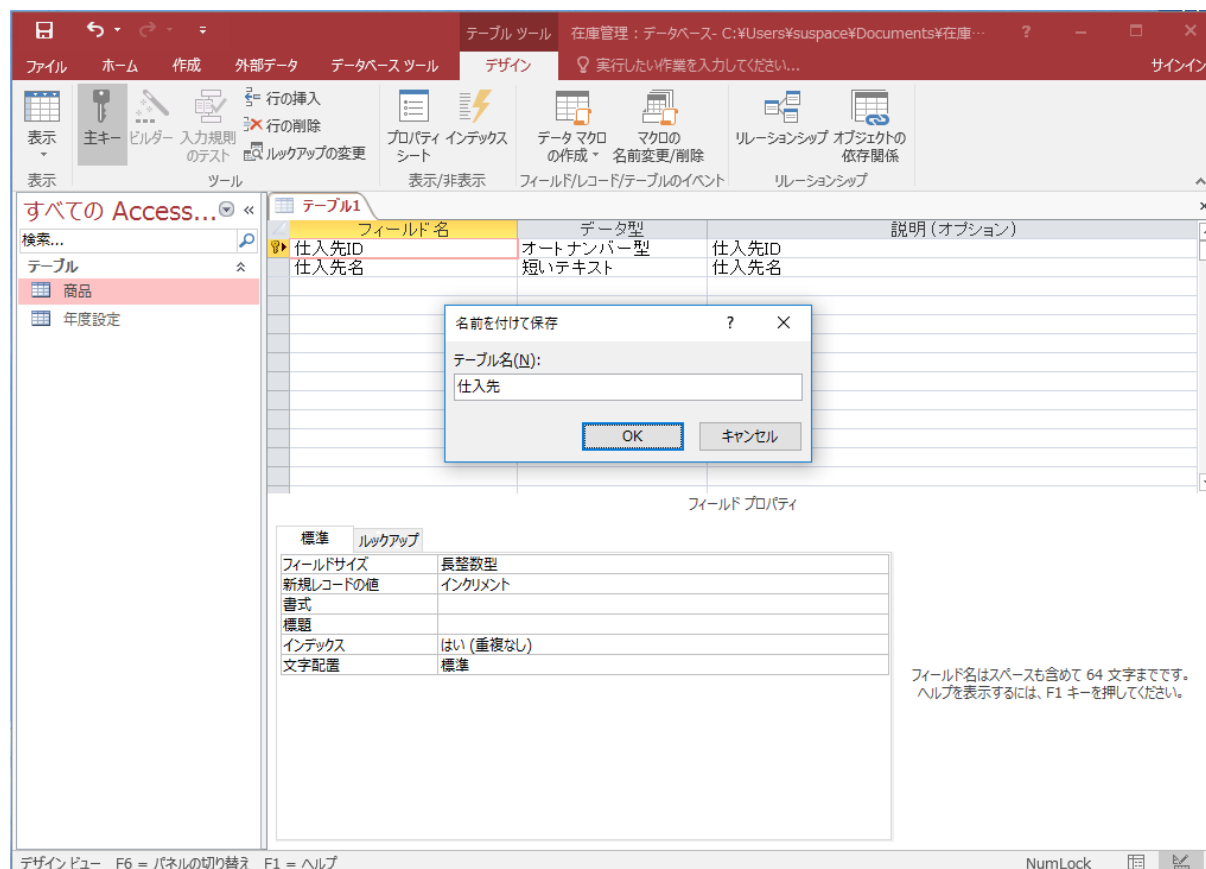 テーブル ツール 在庫管理：データベース- C:¥Users¥suspace¥Documents¥在庫… ?
ファイル ホーム 作成 外部データ データベース ツール デザイン 実行したい作業を入力してください... サインイン
表示
主キー ビルダー 入力規則のテスト
行の挿入
行の削除
ルックアップの変更
プロパティシート インデックス
データ マクロの作成 マクロの名前変更/削除
リレーションシップ オブジェクトの依存関係
表示 ツール 表示/非表示 フィールド/レコード/テーブルのイベント リレーションシップ
すべての Access... «
検索...
テーブル
商品
年度設定
テーブル1
フィールド名 データ型 説明(オプション)
仕入先ID オートナンバー型 仕入先ID
仕入先名 短いテキスト 仕入先名
名前を付けて保存 ?
テーブル名(N):
仕入先
OK キャンセル
フィールド プロパティ
標準 ルックアップ
フィールドサイズ 長整数型
新規レコードの値 インクリメント
書式
標題
インデックス はい (重複なし)
文字配置 標準
フィールド名はスペースも含めて 64 文字までです。
ヘルプを表示するには、F1 キーを押してください。
デザイン ビュー F6 = パネルの切り替え F1 = ヘルプ NumLock